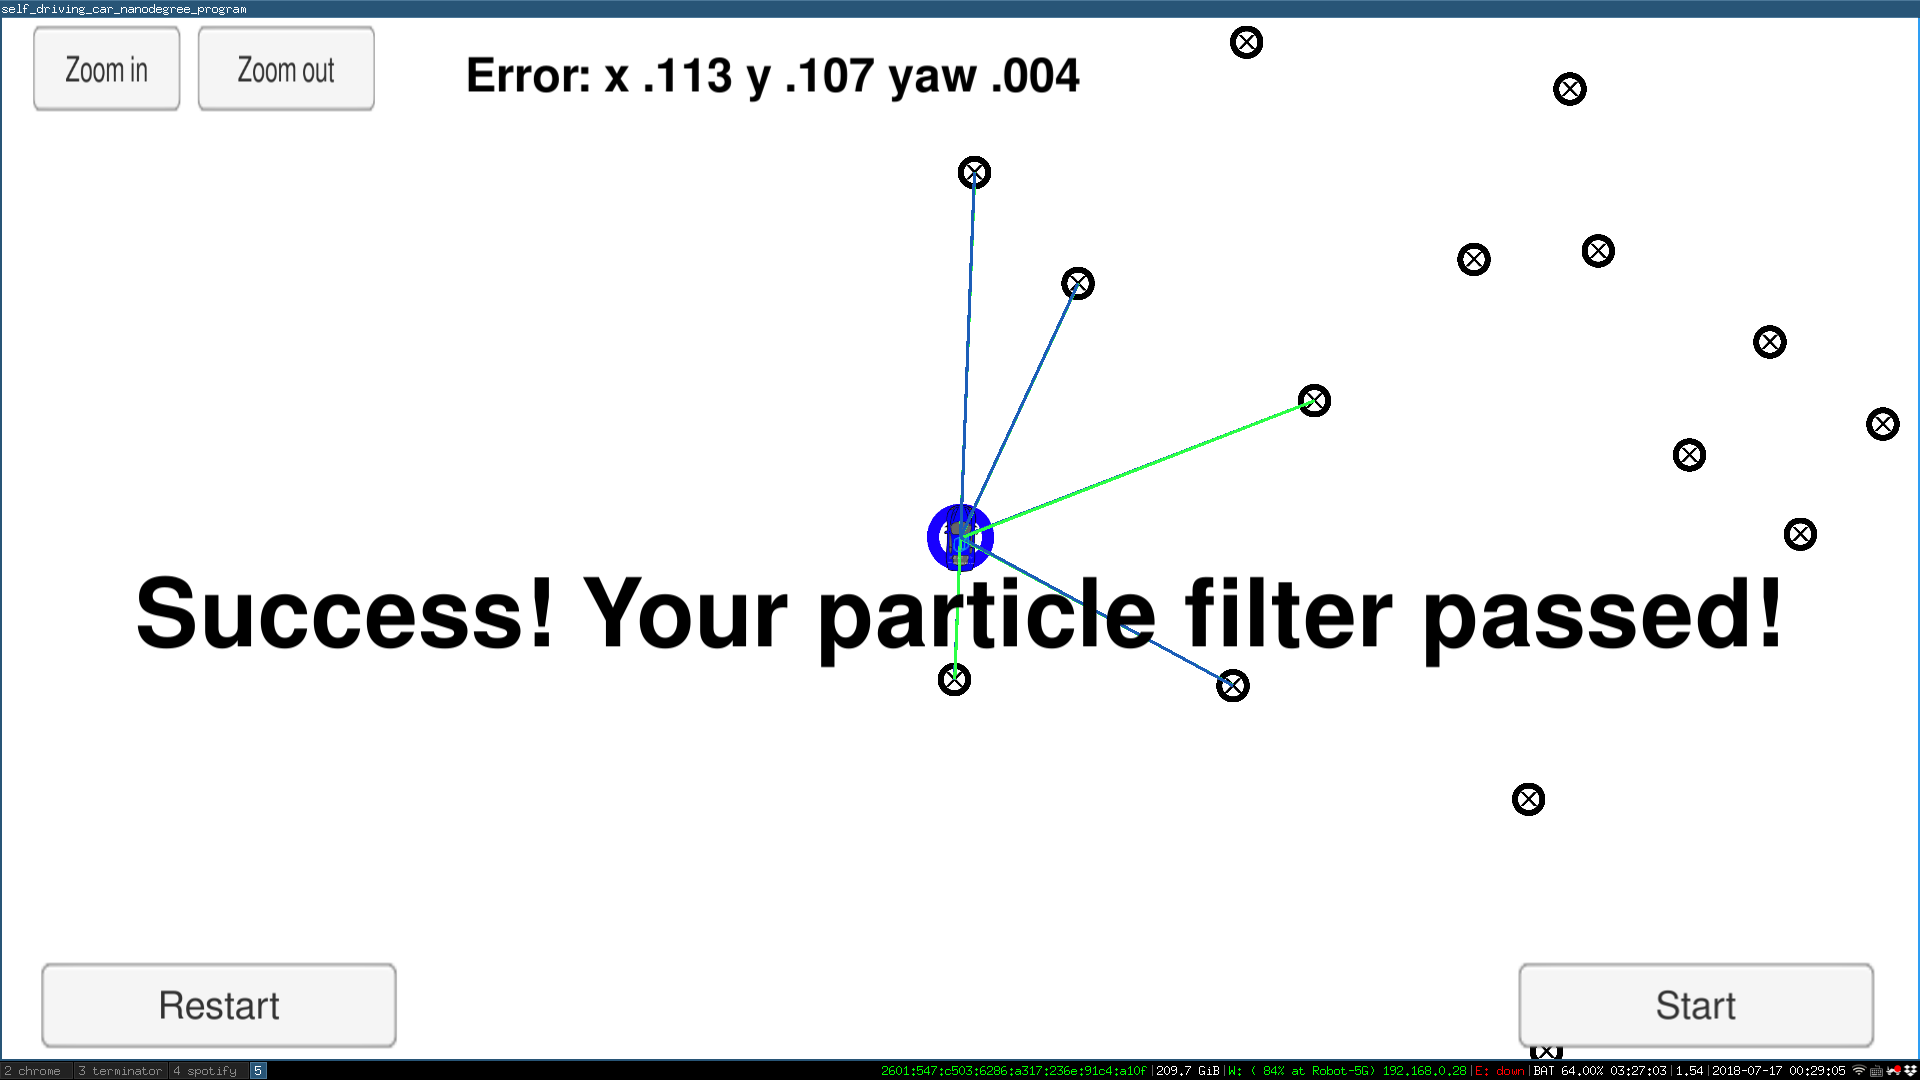 self_driving_car_nanodegree_program
Zoom in
Zoom out
Error: x .113 y .107 yaw .004
Success! Your particle filter passed!
Restart
Start
2 chrome 3 terminator 4 spotify 5
2601:547:c503:6286:a317:236e:91c4:a10f|209.7 GiB|W: ( 84% at Robot-5G) 192.168.0.28|E: down|BAT 64.00% 03:27:03|1.54|2018-07-17 00:29:05